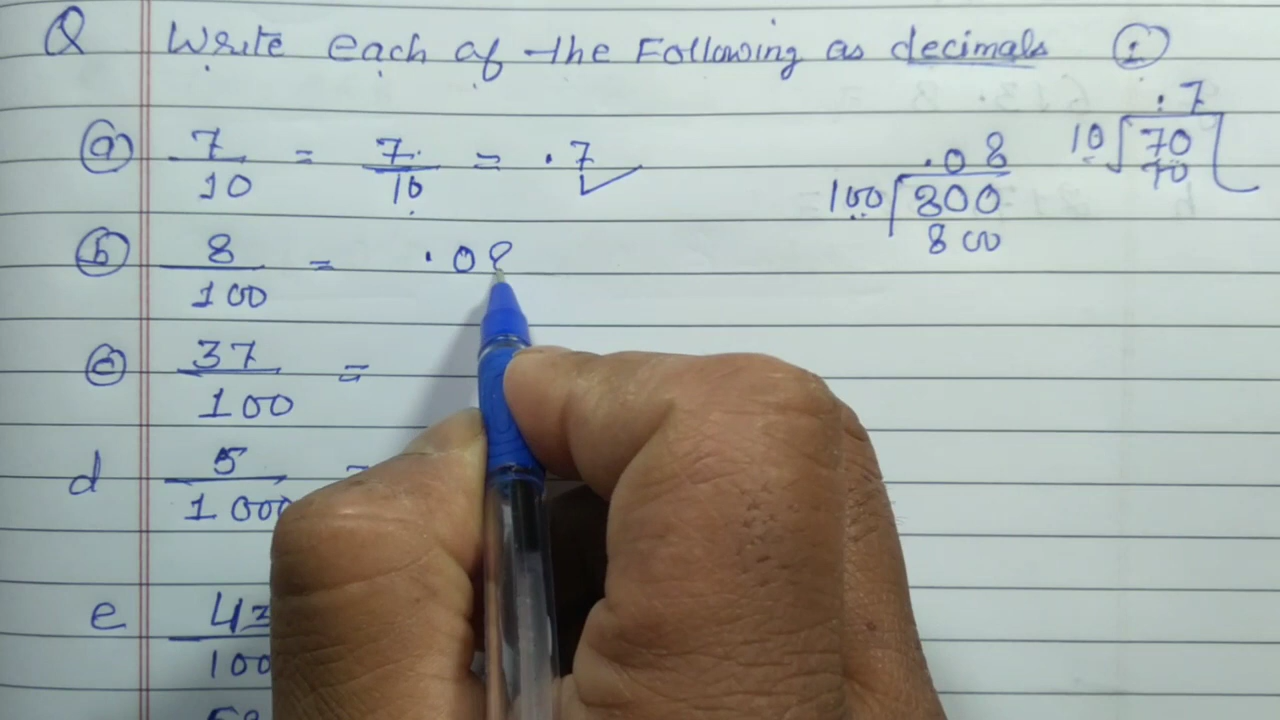 Q Write each of the Following as decimals ①
ⓐ 7/10 = 7/10 = .7 ✓
.7
10 70
70
.08
100 800
800
ⓑ 8/100 = .08
ⓒ 37/100 =
d 5/1000 =
e
100